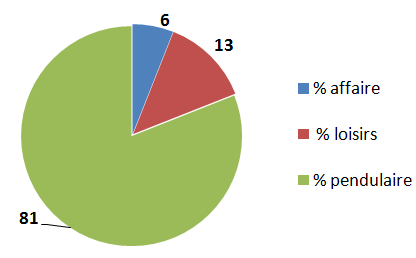 6
13
81
% affaire
% loisirs
% pendulaire